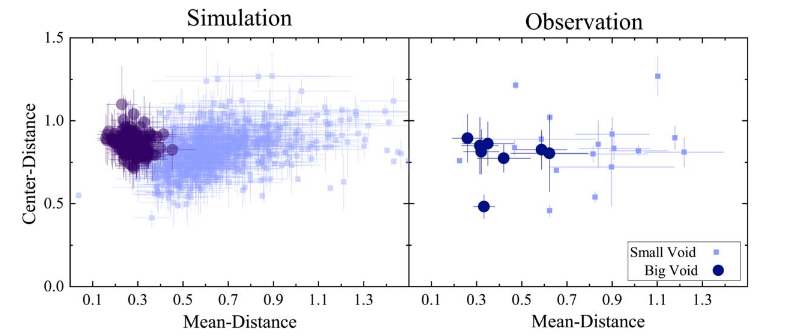 Simulation
Observation
1.5
1.0
0.5
0.0
Center-Distance
0.1 0.3 0.5 0.7 0.9 1.1 1.3
0.1 0.3 0.5 0.7 0.9 1.1 1.3
Mean-Distance
Mean-Distance
Small Void
Big Void